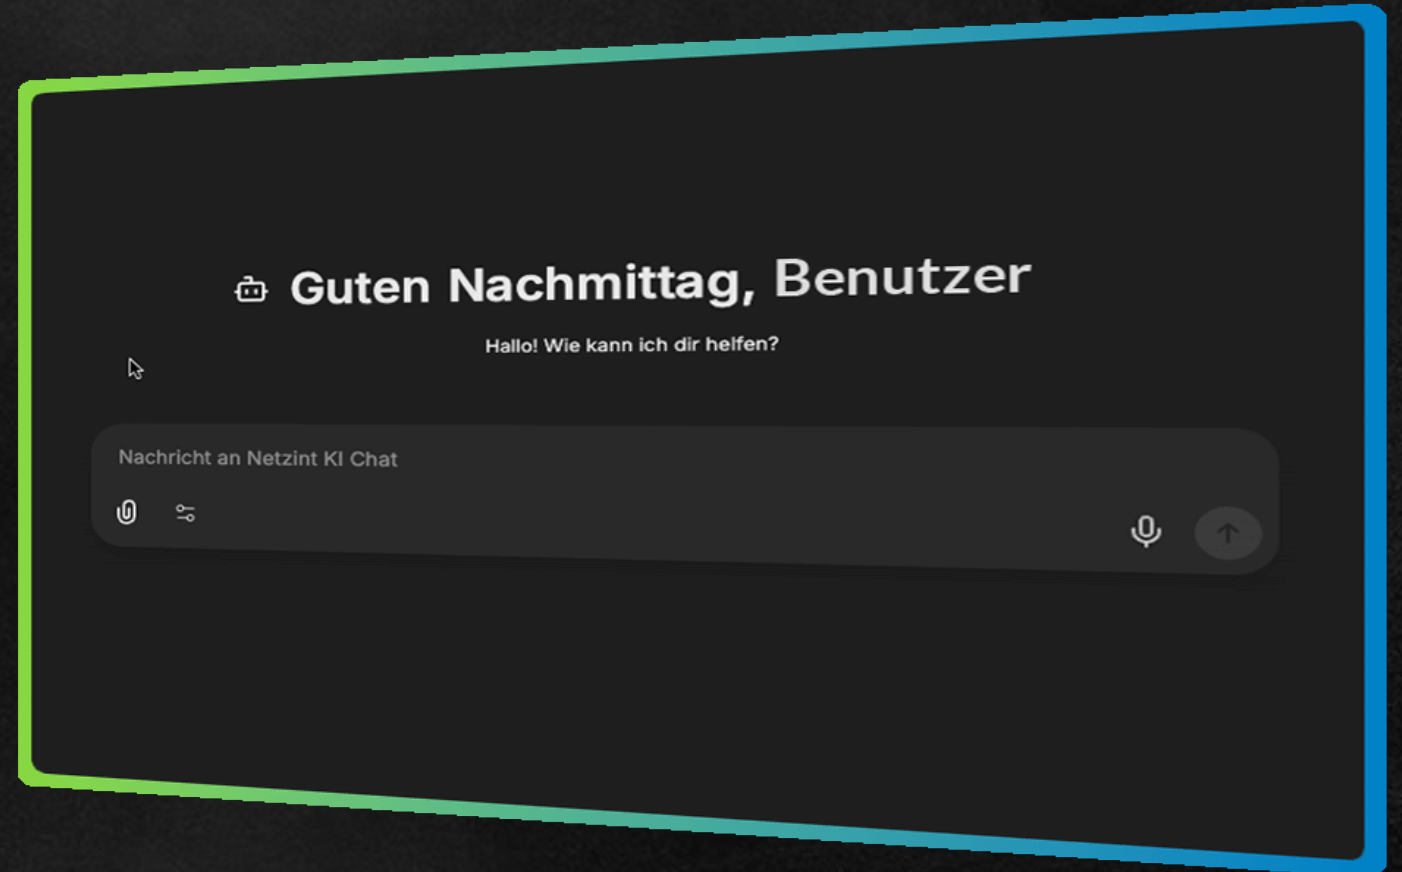 Guten Nachmittag, Benutzer
Hallo! Wie kann ich dir helfen?
Nachricht an Netzint KI Chat